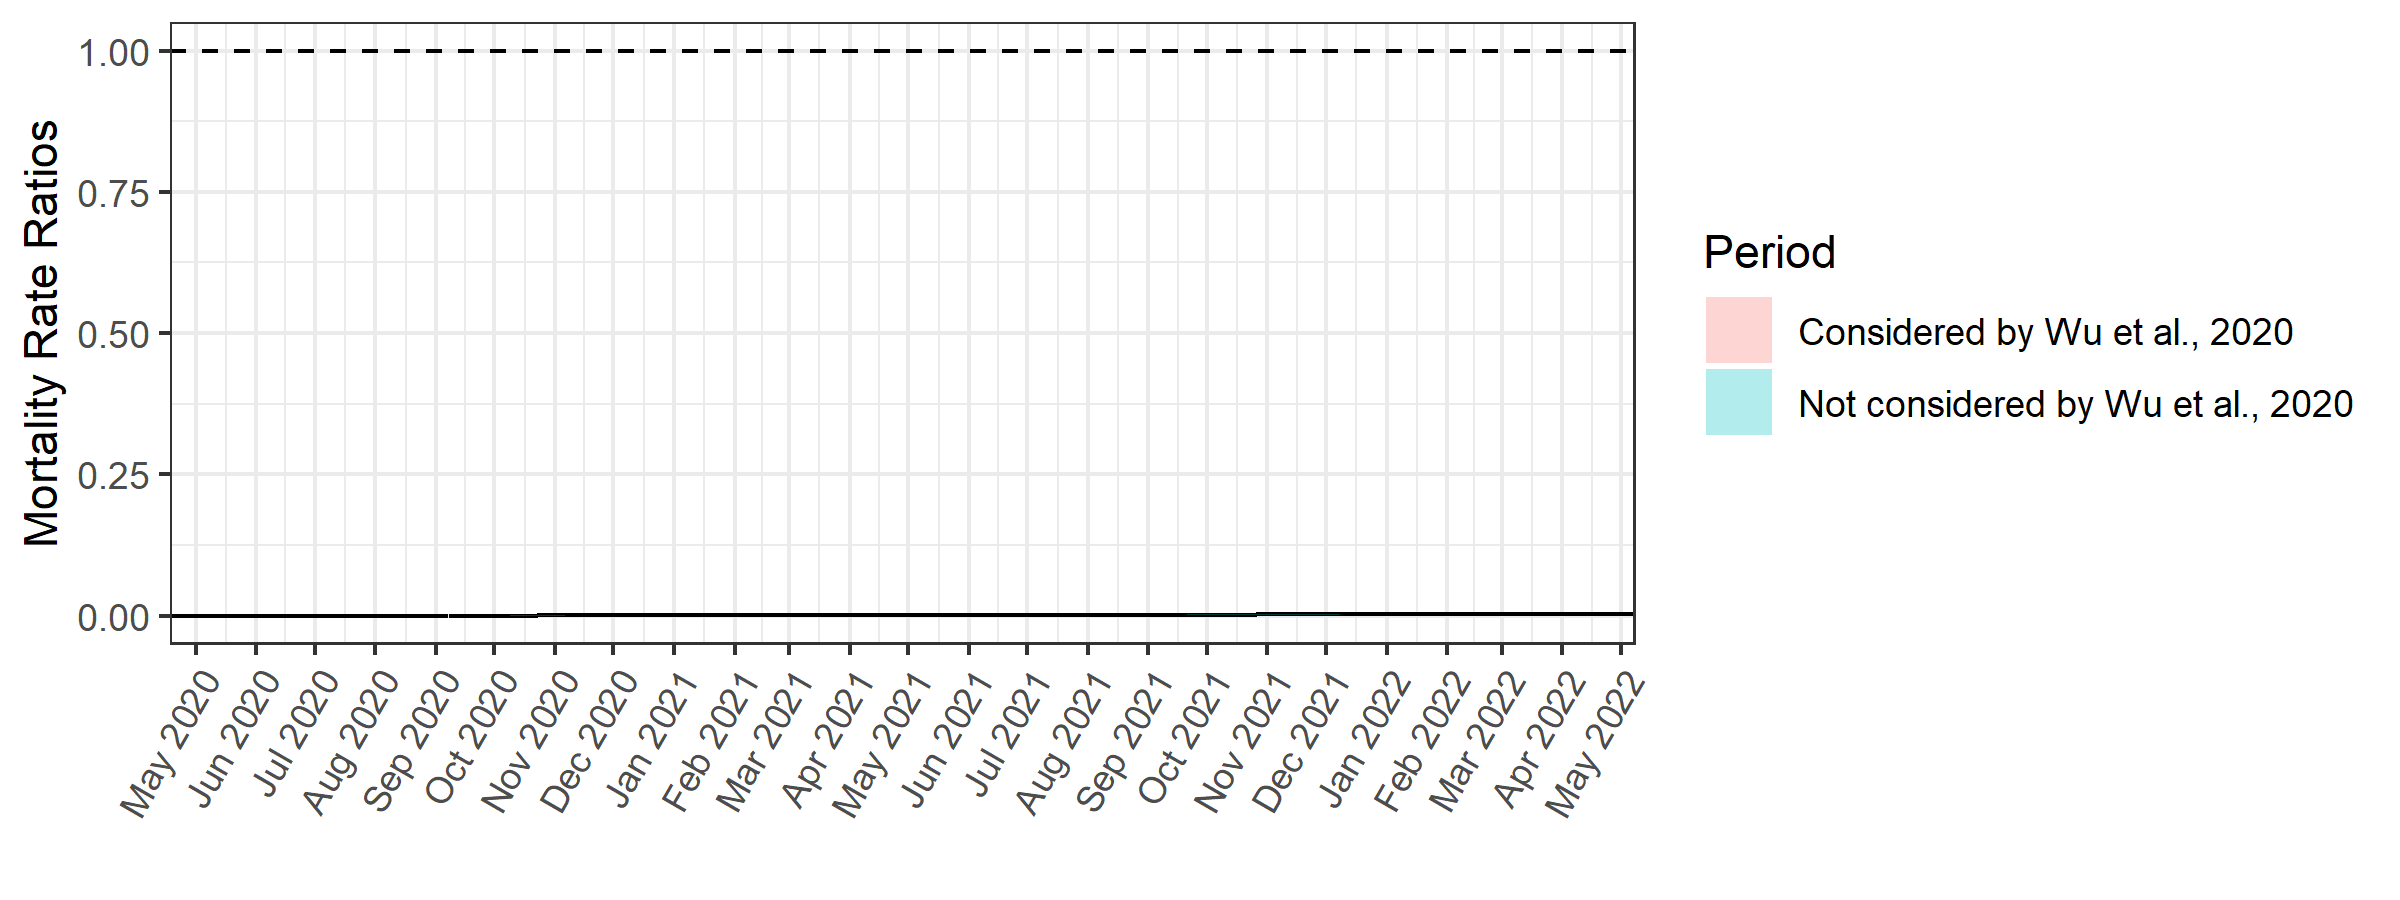 Mortality Rate Ratios
1.00
0.75
0.50
0.25
0.00
May 2020
Jun 2020
Jul 2020
Aug 2020
Sep 2020
Oct 2020
Nov 2020
Dec 2020
Jan 2021
Feb 2021
Mar 2021
Apr 2021
May 2021
Jun 2021
Jul 2021
Aug 2021
Sep 2021
Oct 2021
Nov 2021
Dec 2021
Jan 2022
Feb 2022
Mar 2022
Apr 2022
May 2022
Period
Considered by Wu et al., 2020
Not considered by Wu et al., 2020